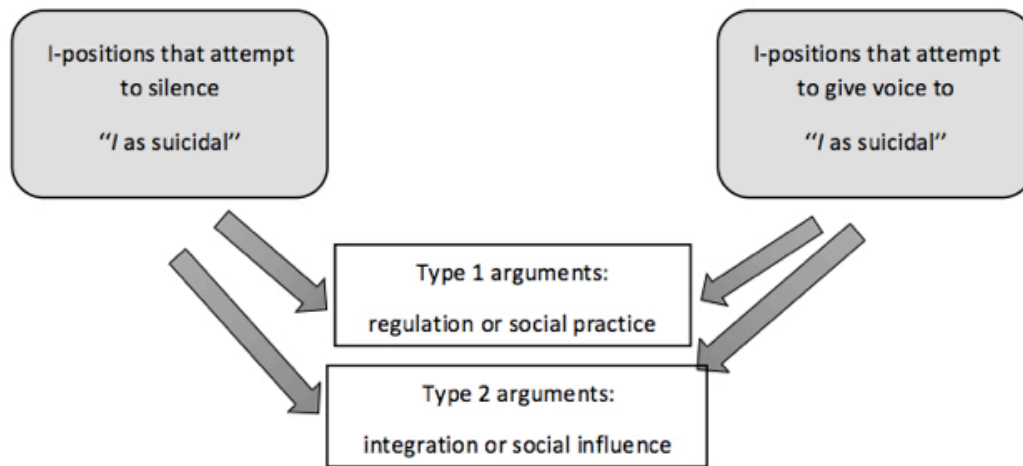 I-positions that attempt
to silence
“I as suicidal”
I-positions that attempt
to give voice to
“I as suicidal”
Type 1 arguments:
regulation or social practice
Type 2 arguments:
integration or social influence